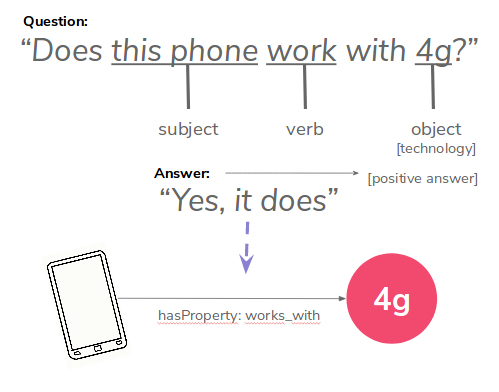 Question:
“Does this phone work with 4g?”
subject verb object
[technology]
Answer: [positive answer]
“Yes, it does”
4g
hasProperty: works_with